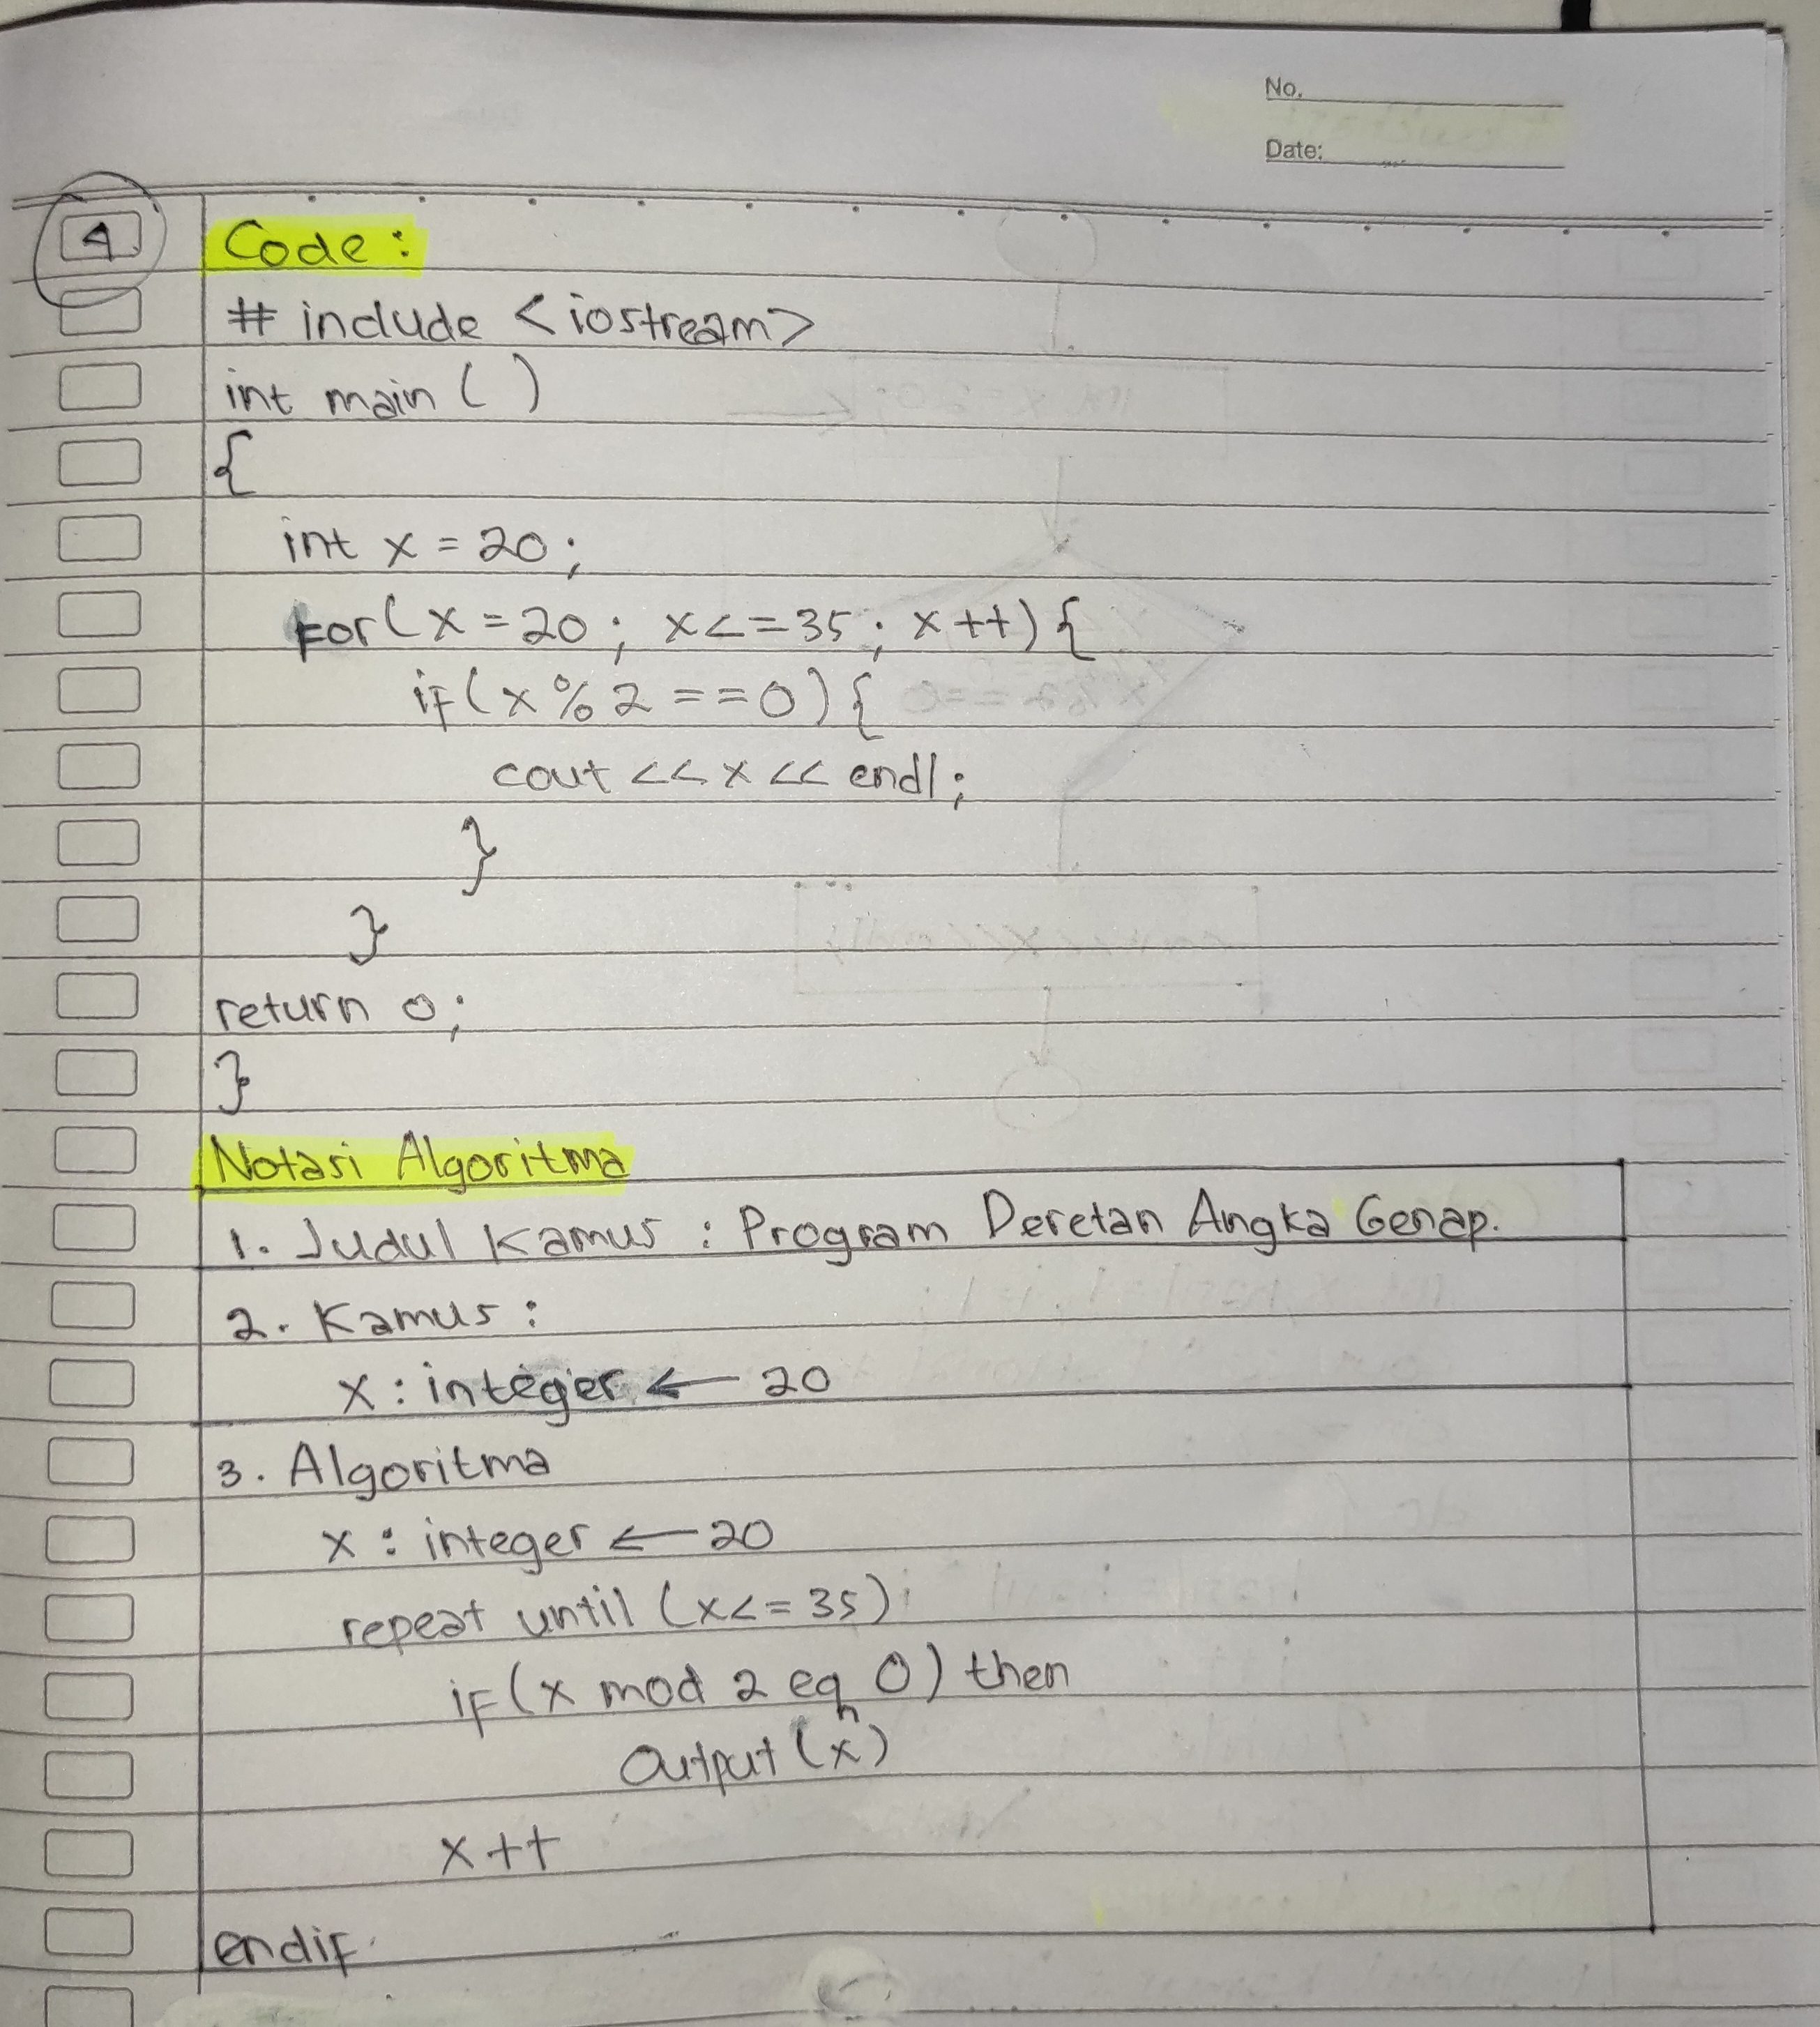 No.
Date:
4 Code :
# include <iostream>
int main ( )
{
int x = 20 ;
For( x = 20 ; x <= 35 ; x ++) {
if ( x % 2 == 0 ) {
cout << x << endl ;
}
}
return 0 ;
}
Notasi Algoritma
1. Judul Kamus : Program Deretan Angka Genap.
2. Kamus :
x : integer ← 20
3. Algoritma
x : integer ← 20
repeat until ( x <= 35 )
if ( x mod 2 eq 0 ) then
Output ( x )
x ++
endif